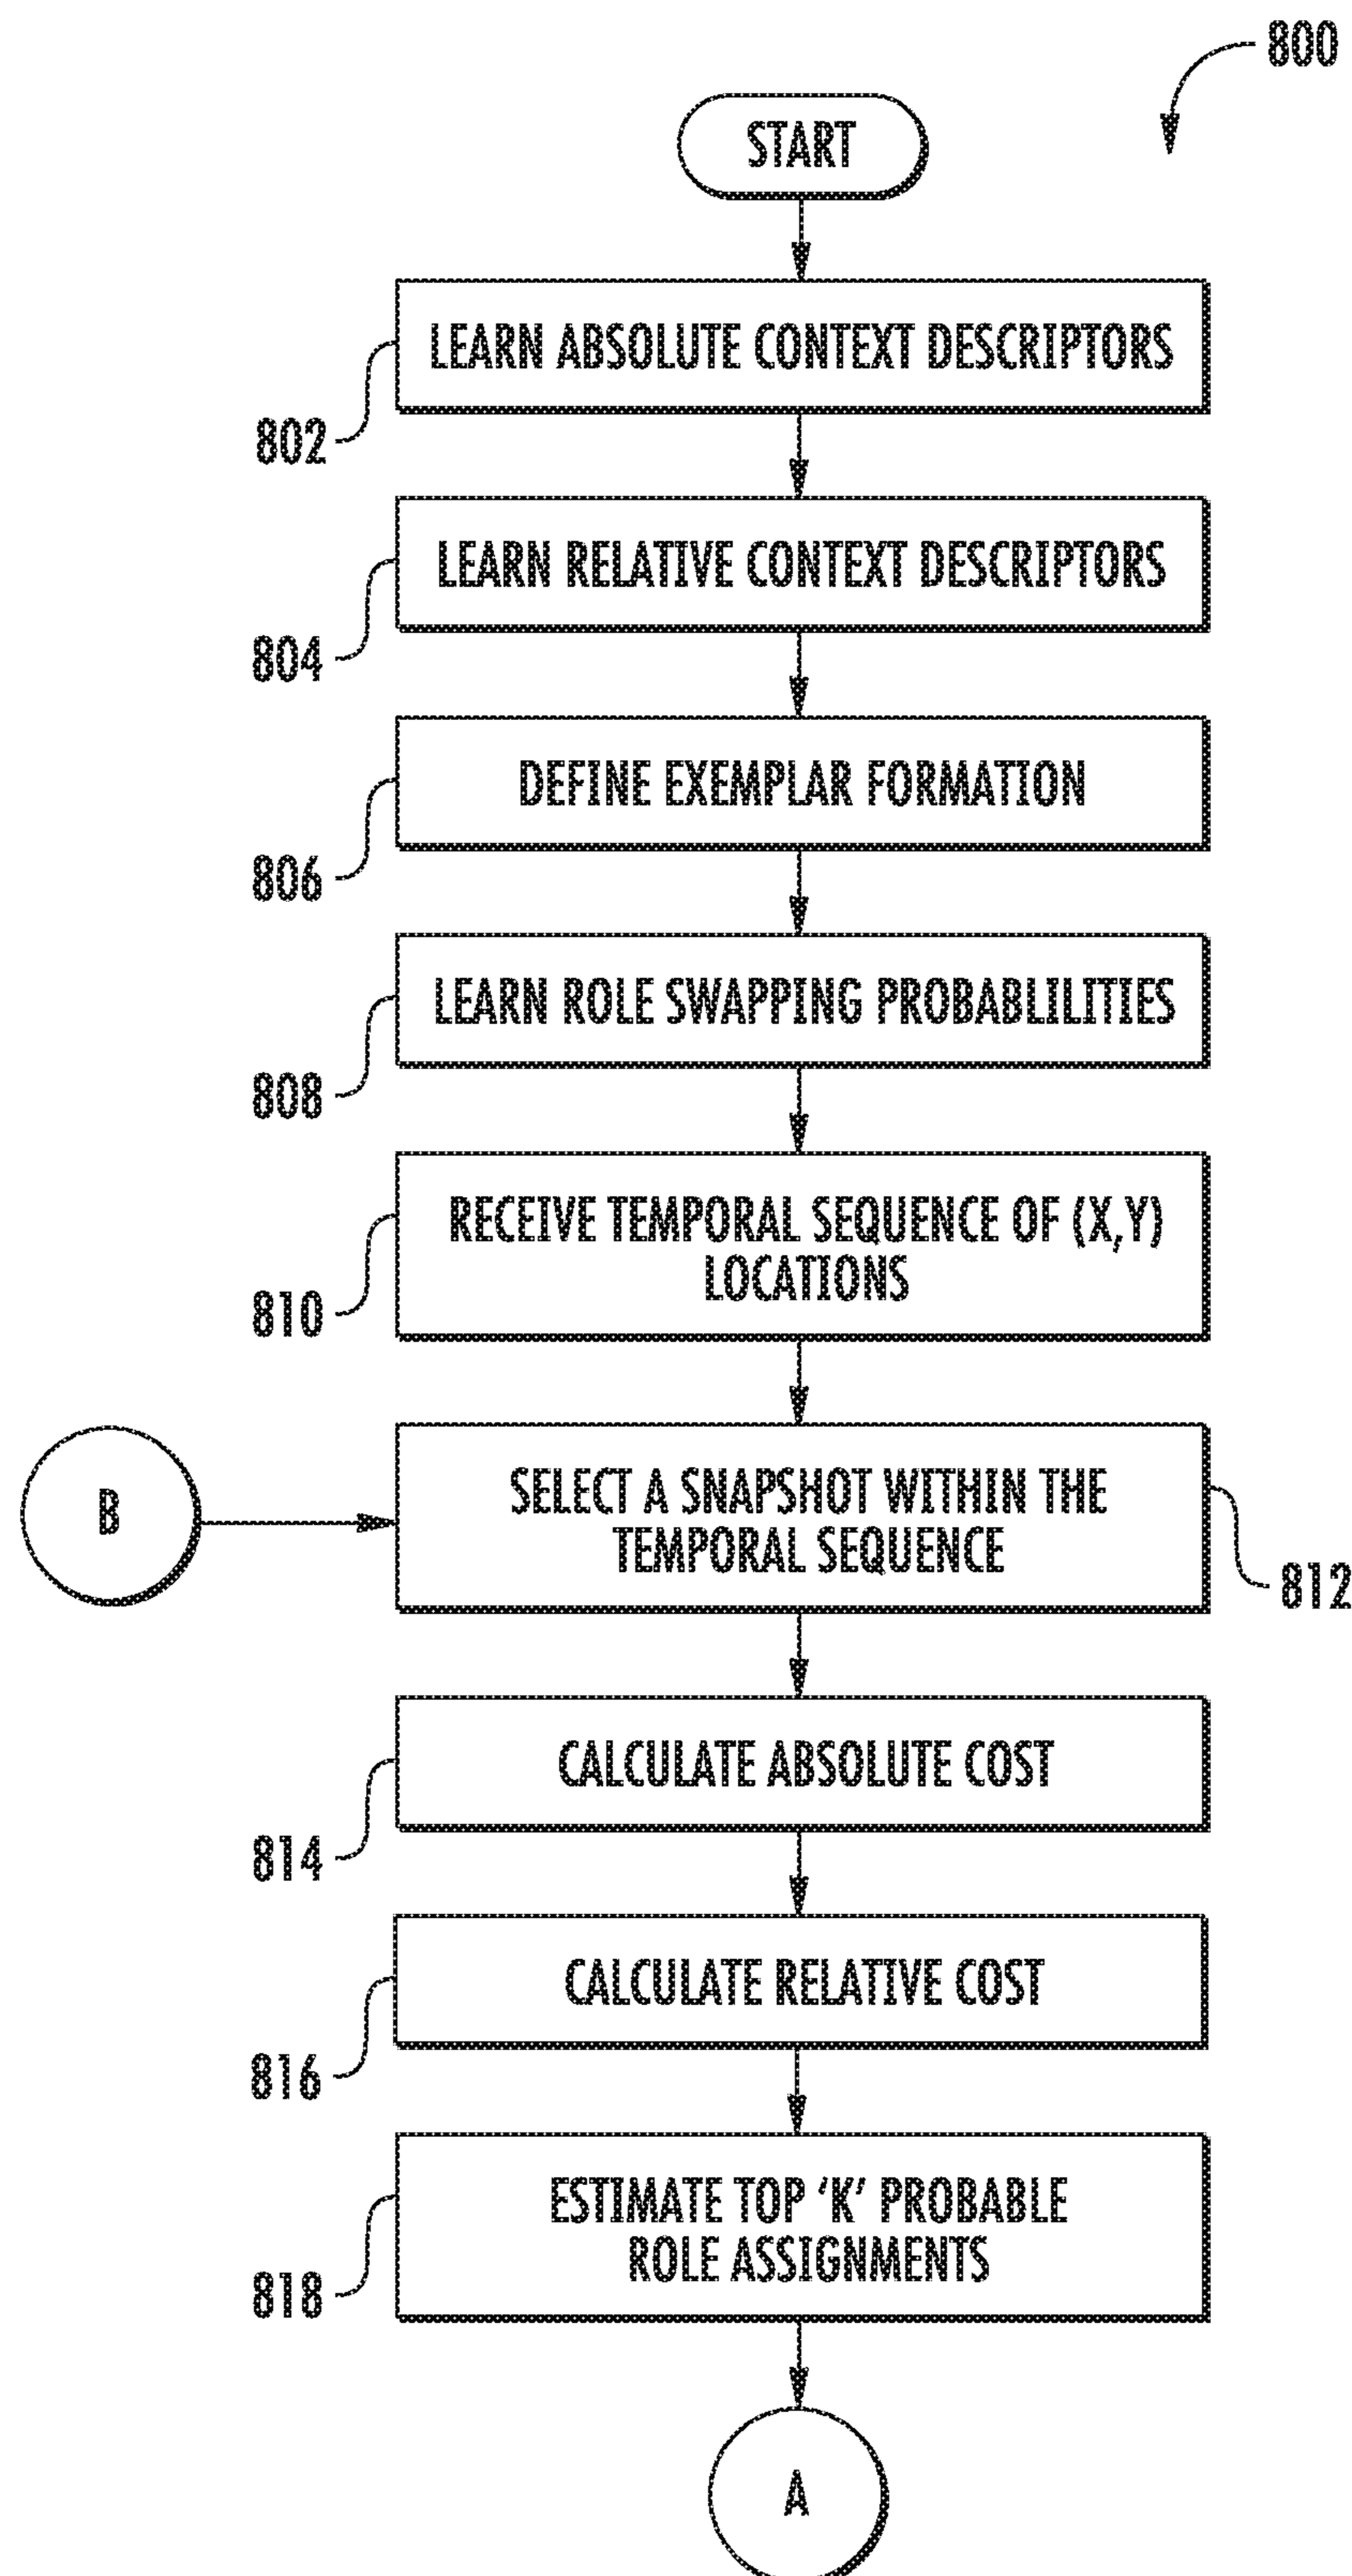 800
START
LEARN ABSOLUTE CONTEXT DESCRIPTORS
802
LEARN RELATIVE CONTEXT DESCRIPTORS
804
DEFINE EXEMPLAR FORMATION
806
LEARN ROLE SWAPPING PROBABLILITIES
808
RECEIVE TEMPORAL SEQUENCE OF (X,Y)
LOCATIONS
810
B
SELECT A SNAPSHOT WITHIN THE
TEMPORAL SEQUENCE
812
CALCULATE ABSOLUTE COST
814
CALCULATE RELATIVE COST
816
ESTIMATE TOP ‘K’ PROBABLE
ROLE ASSIGNMENTS
818
A